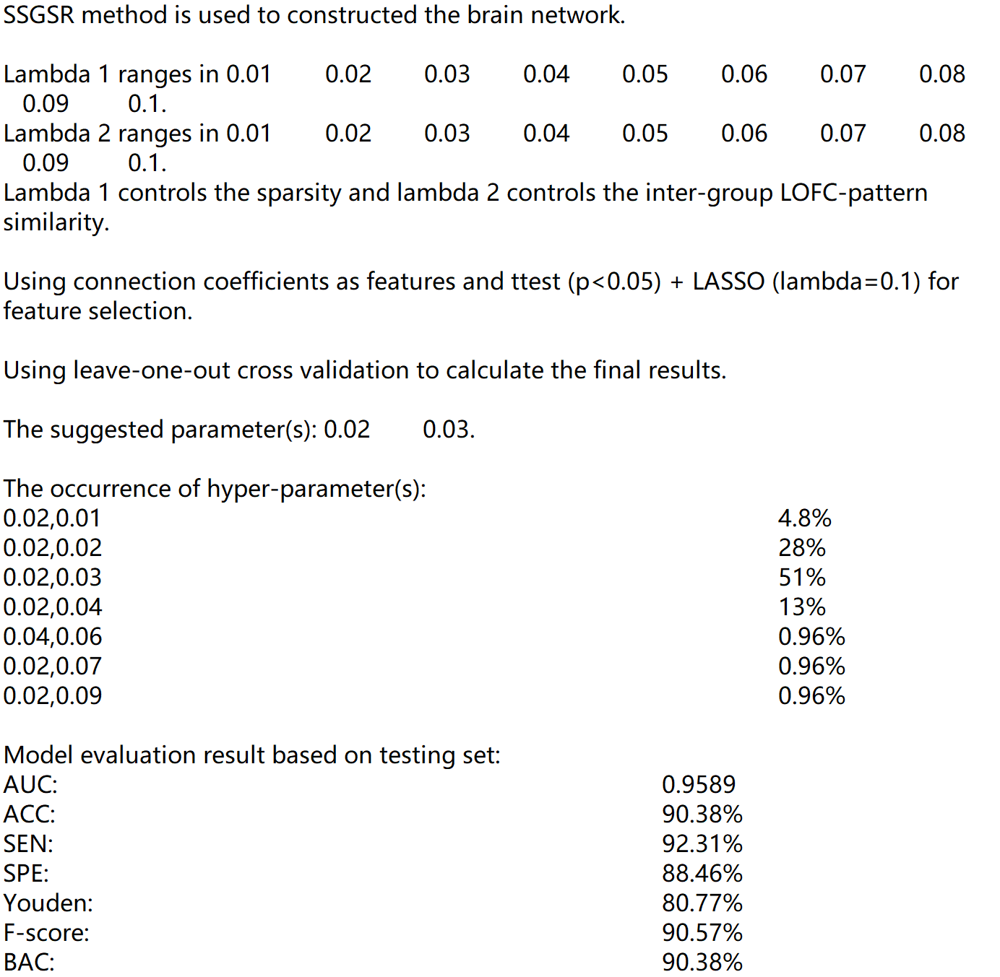 SSGSR method is used to constructed the brain network.
Lambda 1 ranges in 0.01 0.02 0.03 0.04 0.05 0.06 0.07 0.08
0.09 0.1.
Lambda 2 ranges in 0.01 0.02 0.03 0.04 0.05 0.06 0.07 0.08
0.09 0.1.
Lambda 1 controls the sparsity and lambda 2 controls the inter-group LOFC-pattern
similarity.
Using connection coefficients as features and ttest (p<0.05) + LASSO (lambda=0.1) for
feature selection.
Using leave-one-out cross validation to calculate the final results.
The suggested parameter(s): 0.02 0.03.
The occurrence of hyper-parameter(s):
0.02,0.01 4.8%
0.02,0.02 28%
0.02,0.03 51%
0.02,0.04 13%
0.04,0.06 0.96%
0.02,0.07 0.96%
0.02,0.09 0.96%
Model evaluation result based on testing set:
AUC: 0.9589
ACC: 90.38%
SEN: 92.31%
SPE: 88.46%
Youden: 80.77%
F-score: 90.57%
BAC: 90.38%